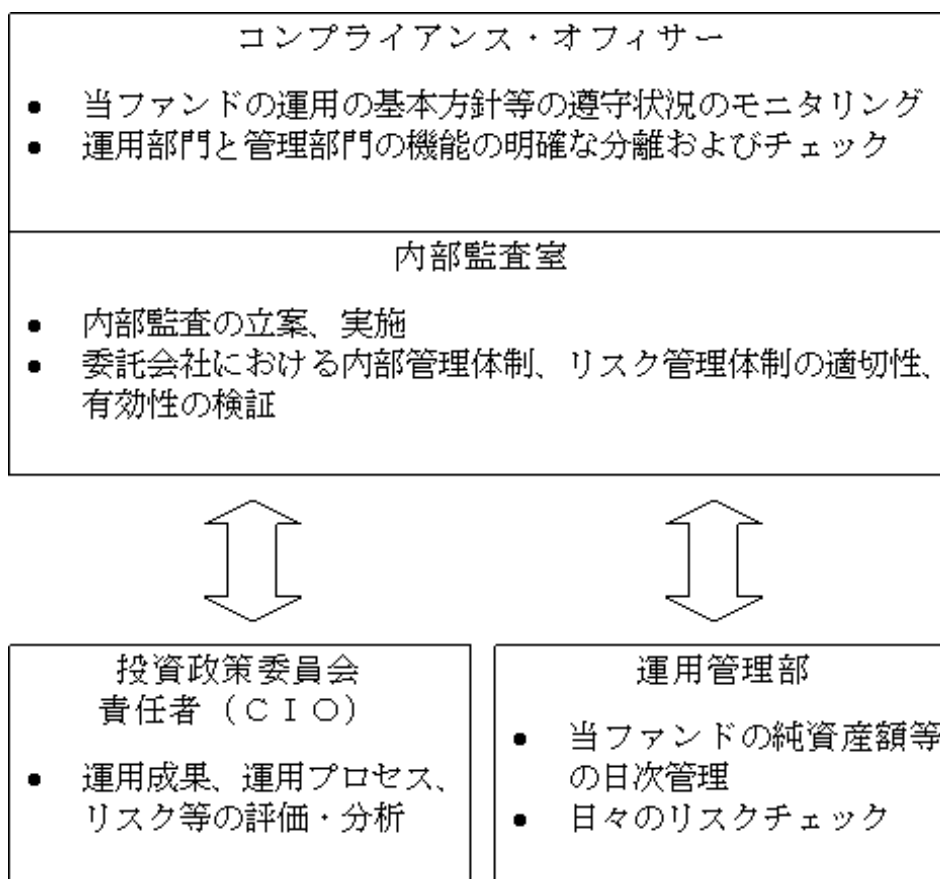 コンプライアンス・オフィサー
● 当ファンドの運用の基本方針等の遵守状況のモニタリング
● 運用部門と管理部門の機能の明確な分離およびチェック
内部監査室
● 内部監査の立案、実施
● 委託会社における内部管理体制、リスク管理体制の適切性、
有効性の検証
投資政策委員会
責任者（ＣＩＯ）
● 運用成果、運用プロセス、
リスク等の評価・分析
運用管理部
● 当ファンドの純資産額等
の日次管理
● 日々のリスクチェック